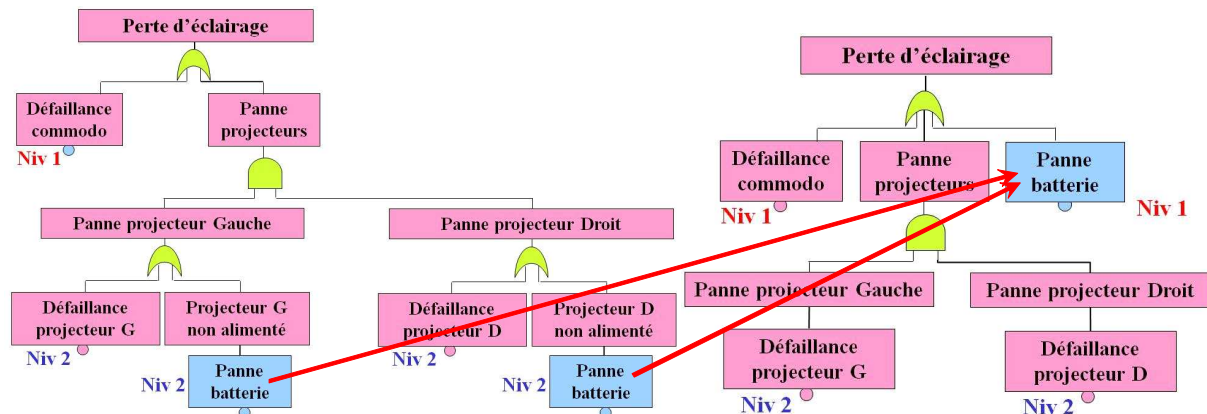 Perte d'éclairage
Défaillance
commodo
Niv 1
Panne
projecteurs
Panne projecteur Gauche
Panne projecteur Droit
Défaillance
projecteur G
Niv 2
Projecteur G
non alimenté
Niv 2
Panne
batterie
Défaillance
projecteur D
Niv 2
Projecteur D
non alimenté
Niv 2
Panne
batterie
Perte d'éclairage
Défaillance
commodo
Niv 1
Panne
projecteurs
Panne
batterie
Niv 1
Panne projecteur Gauche
Panne projecteur Droit
Défaillance
projecteur G
Niv 2
Défaillance
projecteur D
Niv 2